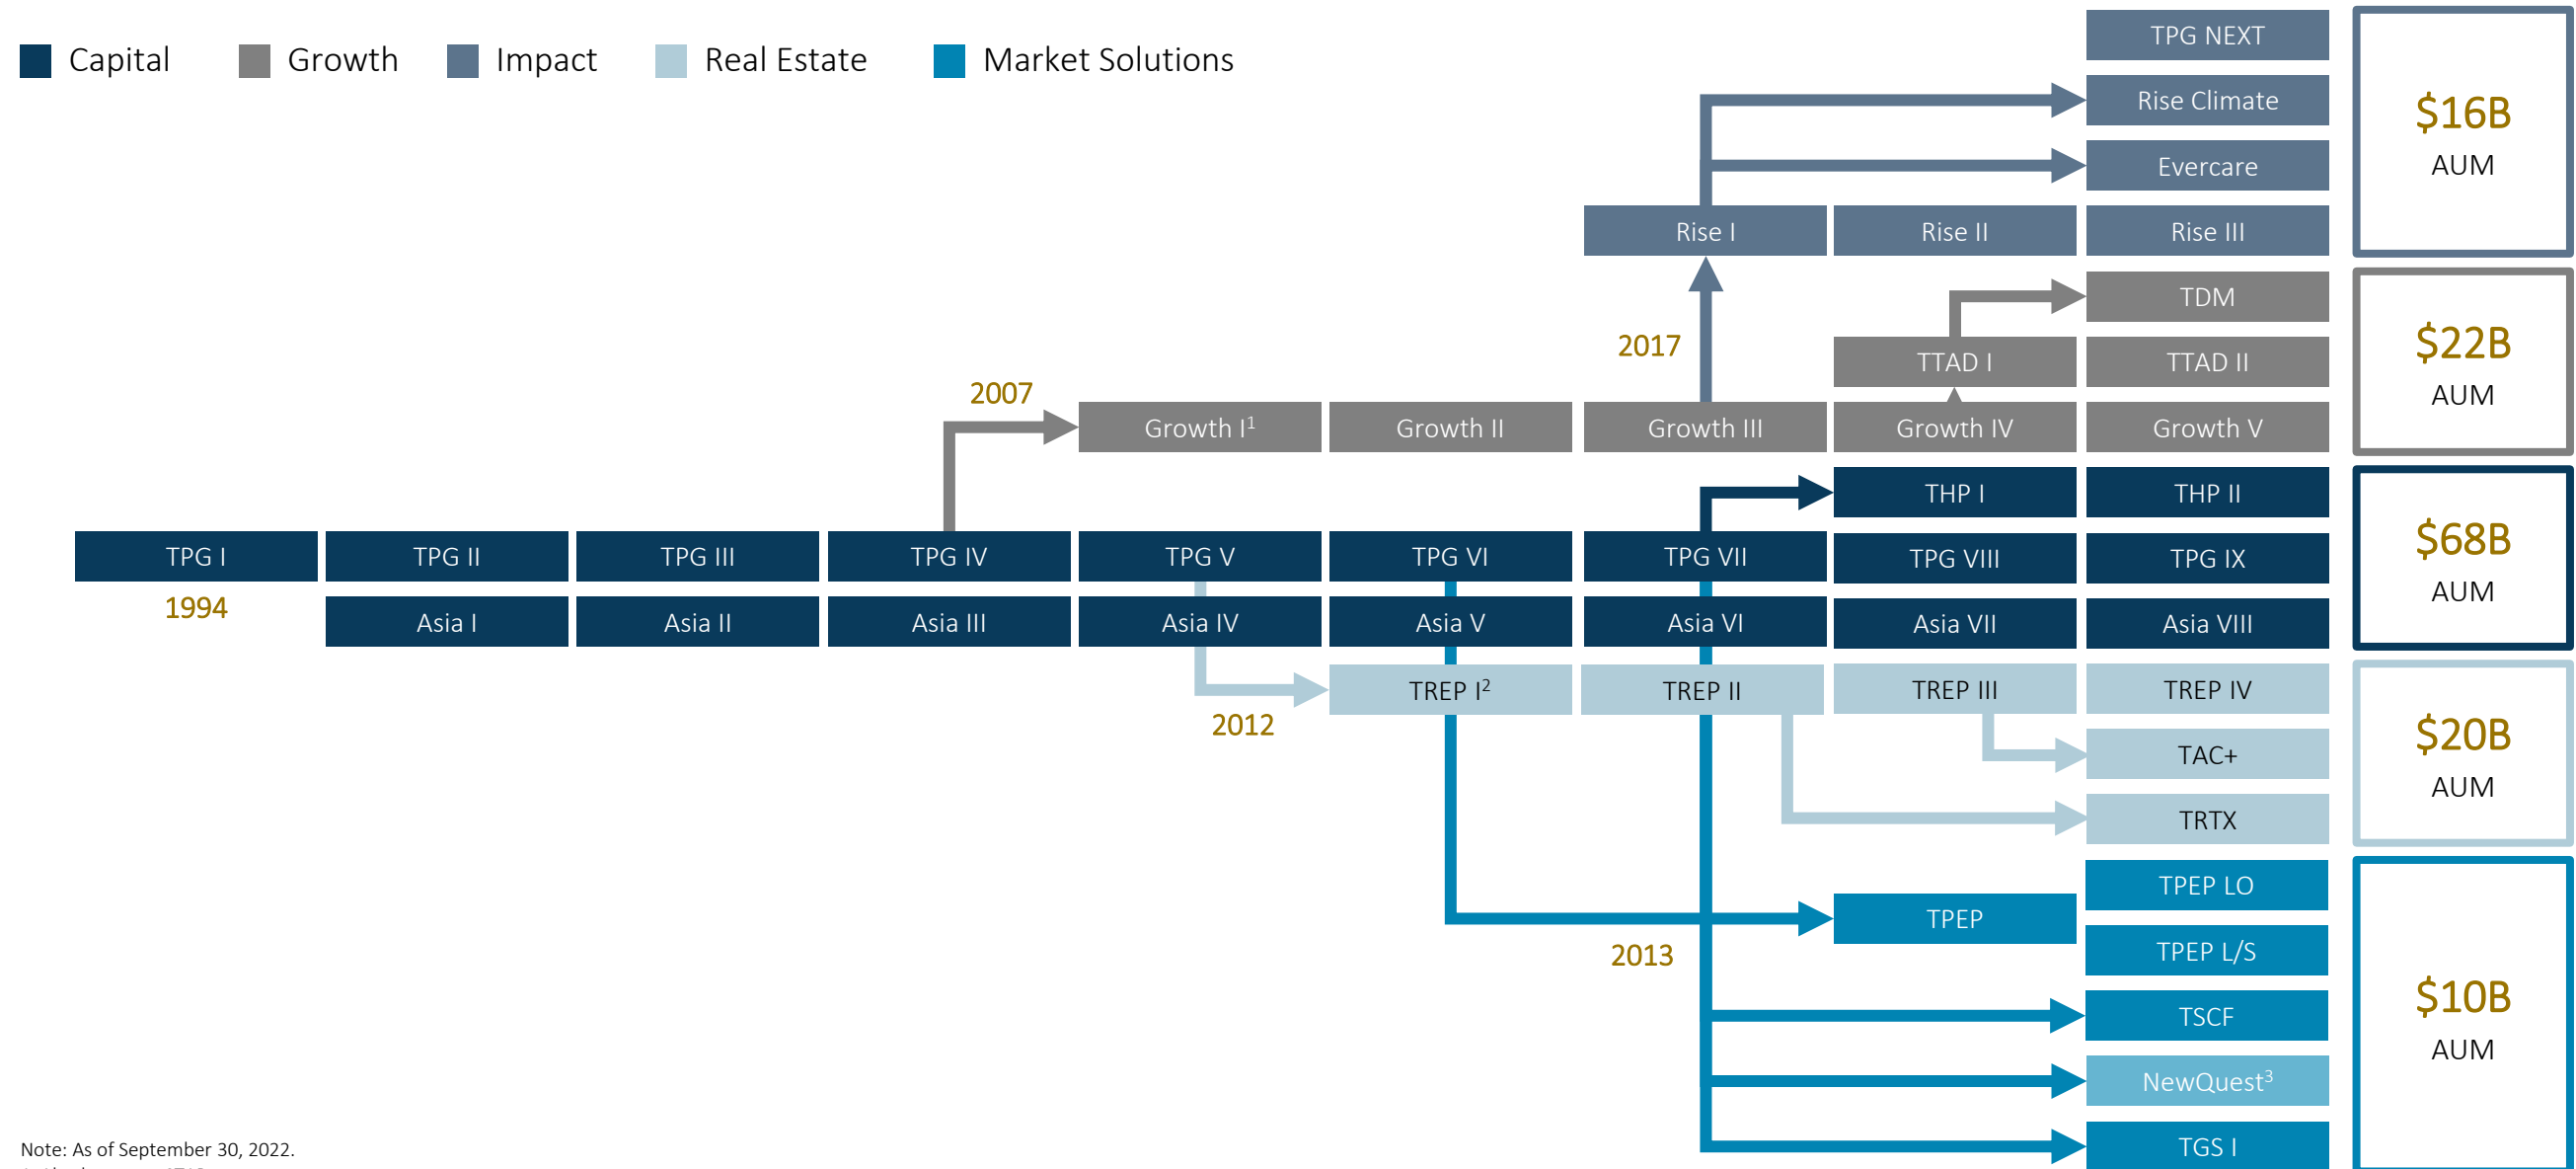 Capital
Growth
Impact
Real Estate
Market Solutions
TPG NEXT
Rise Climate
Evercare
Rise I
Rise II
Rise III
$16B
AUM
2017
TDM
TTAD I
TTAD II
2007
Growth I¹
Growth II
Growth III
Growth IV
Growth V
$22B
AUM
THP I
THP II
TPG I
TPG II
TPG III
TPG IV
TPG V
TPG VI
TPG VII
TPG VIII
TPG IX
1994
Asia I
Asia II
Asia III
Asia IV
Asia V
Asia VI
Asia VII
Asia VIII
$68B
AUM
2012
TREP I²
TREP II
TREP III
TREP IV
TAC+
TRTX
$20B
AUM
2013
TPEP
TPEP LO
TPEP L/S
TSCF
NewQuest³
TGS I
$10B
AUM
Note: As of September 30, 2022.